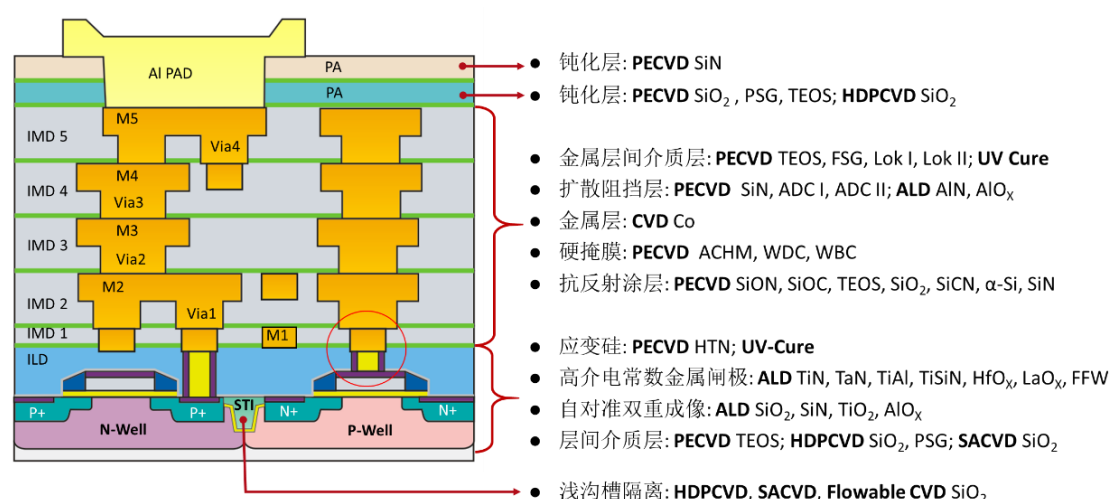 Al PAD
PA
PA
M5
IMD 5
Via4
M4
IMD 4
Via3
M3
IMD 3
Via2
M2
IMD 2
Via1
IMD 1
M1
ILD
P+
P+
STI
N+
N+
N-Well
P-Well
● 钝化层: PECVD SiN
● 钝化层: PECVD SiO₂ , PSG, TEOS; HDPCVD SiO₂
● 金属层间介质层: PECVD TEOS, FSG, Lok I, Lok II; UV Cure
● 扩散阻挡层: PECVD SiN, ADC I, ADC II; ALD AlN, AlOₓ
● 金属层: CVD Co
● 硬掩膜: PECVD ACHM, WDC, WBC
● 抗反射涂层: PECVD SiON, SiOC, TEOS, SiO₂, SiCN, α-Si, SiN
● 应变硅: PECVD HTN; UV-Cure
● 高介电常数金属闸极: ALD TiN, TaN, TiAl, TiSiN, HfOₓ, LaOₓ, FFW
● 自对准双重成像: ALD SiO₂, SiN, TiO₂, AlOₓ
● 层间介质层: PECVD TEOS; HDPCVD SiO₂, PSG; SACVD SiO₂
● 浅沟槽隔离: HDPCVD, SACVD, Flowable CVD SiO₂